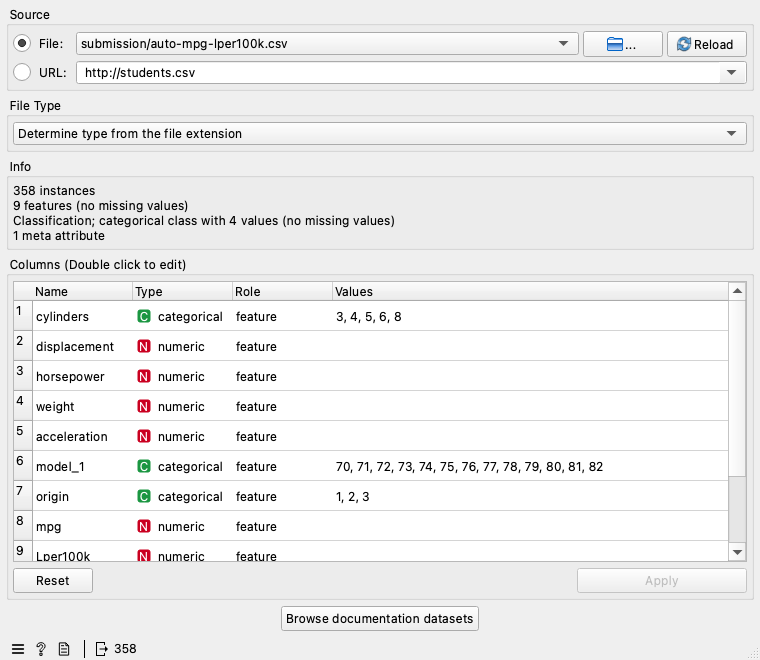 Source
File: submission/auto-mpg-lper100k.csv ... Reload
URL: http://students.csv
File Type
Determine type from the file extension
Info
358 instances
9 features (no missing values)
Classification; categorical class with 4 values (no missing values)
1 meta attribute
Columns (Double click to edit)
Name Type Role Values
1 cylinders C categorical feature 3, 4, 5, 6, 8
2 displacement N numeric feature
3 horsepower N numeric feature
4 weight N numeric feature
5 acceleration N numeric feature
6 model_1 C categorical feature 70, 71, 72, 73, 74, 75, 76, 77, 78, 79, 80, 81, 82
7 origin C categorical feature 1, 2, 3
8 mpg N numeric feature
9 Lper100k N numeric feature
Reset Apply
Browse documentation datasets
? 358